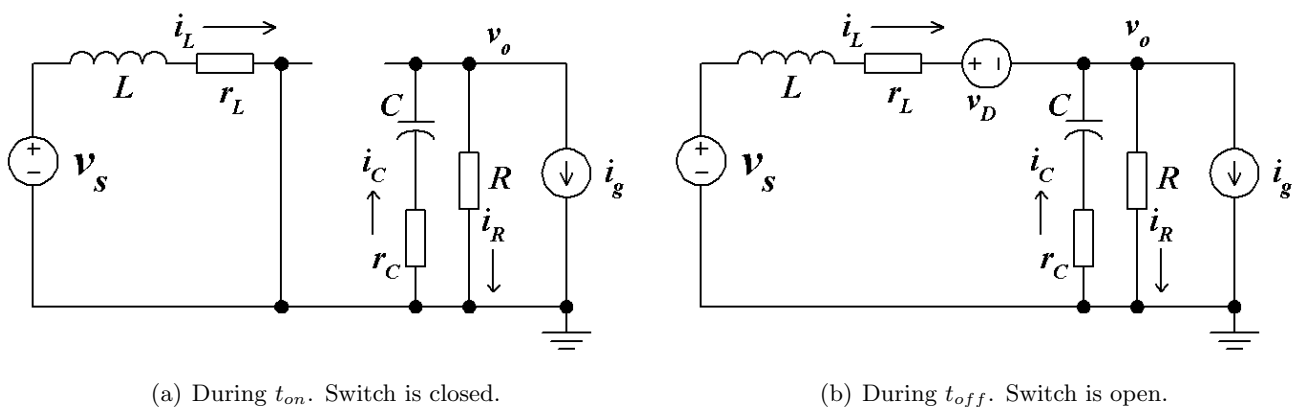 i_L
v_o
L
r_L
C
+
−
v_s
i_C
R
i_g
i_R
r_C
(a) During t_on. Switch is closed.
i_L
v_o
+ −
L
r_L
v_D
C
+
−
v_s
i_C
R
i_g
i_R
r_C
(b) During t_off. Switch is open.